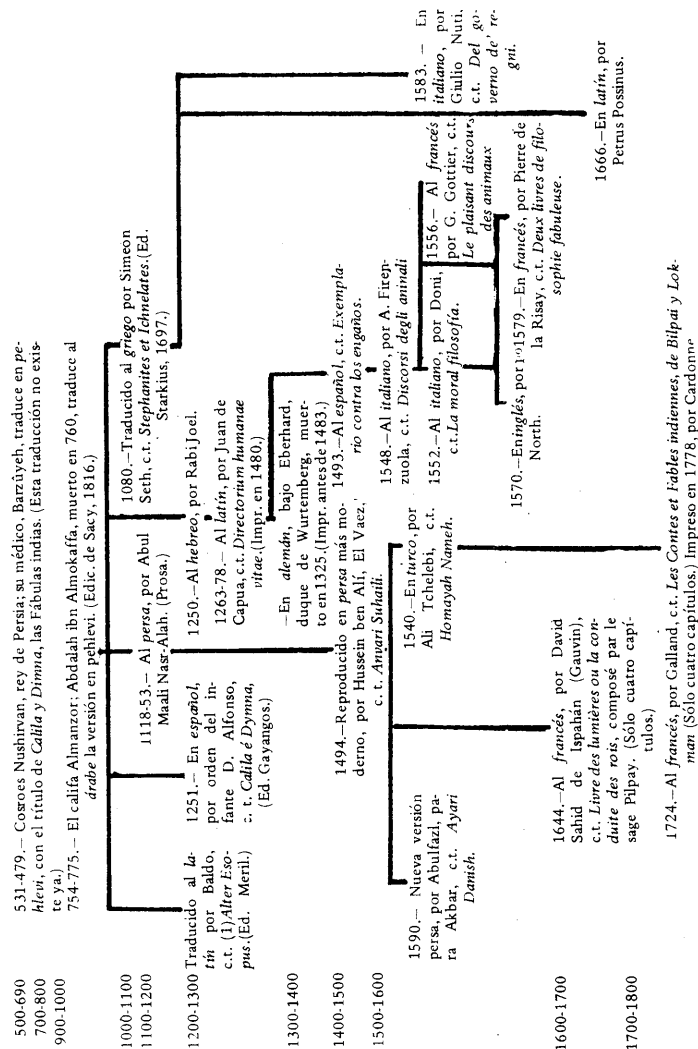 500-690
700-800
900-1000
1000-1100
1100-1200
1200-1300
1300-1400
1400-1500
1500-1600
1600-1700
1700-1800
531-479.— Cosroes Nushirvan, rey de Persia; su médico, Barzûyeh, traduce en pe-
hlevi, con el título de Calila y Dimna, las Fábulas indias. (Esta traducción no exis-
te ya.)
754-775.— El califa Almanzor; Abdalah ibn Almokaffa, muerto en 760, traduce al
árabe la versión en pehlevi. (Edic. de Sacy, 1816.)
1080.—Traducido al griego por Simeon
Seth, c.t. Stephanites et Ichnelates.(Ed.
Starkius, 1697.)
1118-53.— Al persa, por Abul
Maali Nasr-Alah. (Prosa.)
Traducido al la-
tín por Baldo,
c.t. (1)Alter Eso-
pus.(Ed. Meril.)
1251.— En español,
por orden del in-
fante D. Alfonso,
c. t. Calila é Dymna,
(Ed. Gayangos.)
1250.—Al hebreo, por Rabi Joel.
1263-78.— Al latín, por Juan de
Capua, c.t. Directorium humanae
vitae.(Impr. en 1480.)
—En alemán, bajo Eberhard,
duque de Wurtemberg, muer-
to en 1325.(Impr. antes de 1483.)
1494.—Reproducido en persa más mo-
derno, por Hussein ben Alí, El Vaez,
c. t. Anvari Suhaili.
1493.—Al español, c.t. Exempla-
rio contra los engaños.
1548.—Al italiano, por A. Firen-
zuola, c.t. Discorsi degli animali
1590.— Nueva versión
persa, por Abulfazl, pa-
ra Akbar, c.t. Ayari
Danish.
1540.—En turco, por
Ali Tchelebi, c.t.
Homayah Nameh.
1552.—Al italiano, por Doni,
c.t.La moral filosofía.
1556.— Al francés
por G. Gottier, c.t.
Le plaisant discours
des animaux
1583. — En
italiano, por
Giulio Nuti,
c.t. Del go-
verno de' re-
gni.
1570.—En inglés, por
North.
1579.—En francés, por Pierre de
la Risay, c.t. Deux livres de filo-
sophie fabuleuse.
1644.—Al francés, por David
Sahid de Ispahán (Gauvin),
c.t. Livre des lumières ou la con-
duite des rois, composé par le
sage Pilpay. (Sólo cuatro capí-
tulos.)
1666.—En latín, por
Petrus Possinus.
1724.—Al francés, por Galland, c.t. Les Contes et Fables indiennes, de Bilpaï y Lok-
man (Sólo cuatro capítulos.) Impreso en 1778, por Cardonne